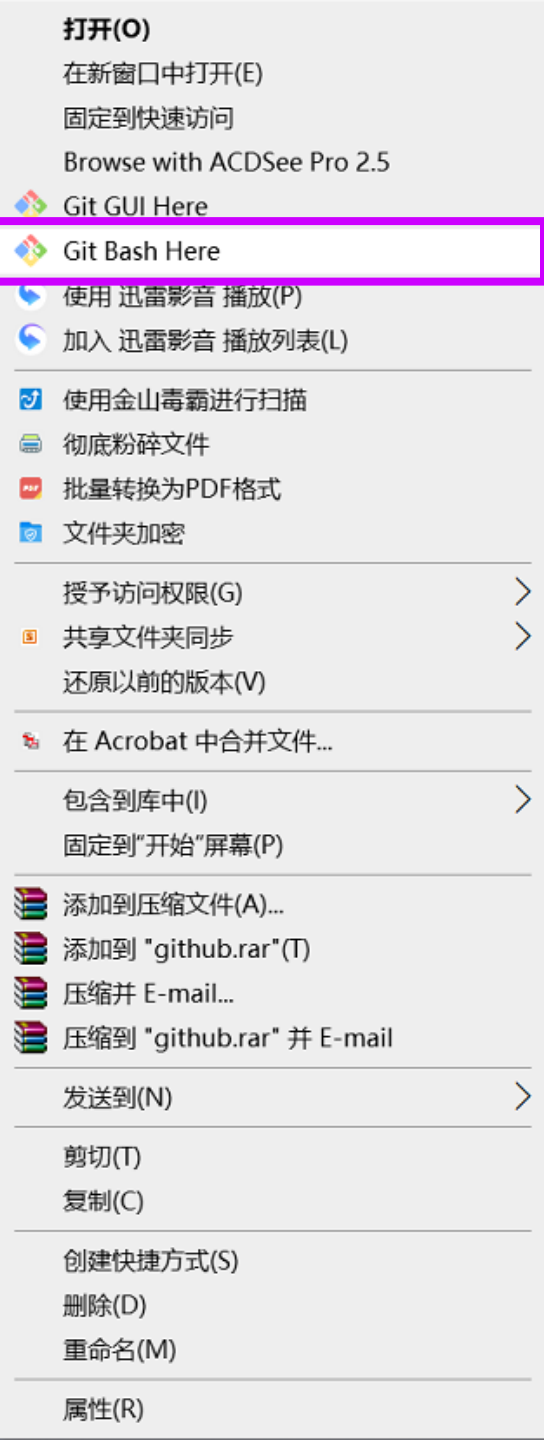 打开(O)
在新窗口中打开(E)
固定到快速访问
Browse with ACDSee Pro 2.5
Git GUI Here
Git Bash Here
使用 迅雷影音 播放(P)
加入 迅雷影音 播放列表(L)
使用金山毒霸进行扫描
彻底粉碎文件
批量转换为PDF格式
文件夹加密
授予访问权限(G)
共享文件夹同步
还原以前的版本(V)
在 Acrobat 中合并文件...
包含到库中(I)
固定到"开始"屏幕(P)
添加到压缩文件(A)...
添加到 "github.rar"(T)
压缩并 E-mail...
压缩到 "github.rar" 并 E-mail
发送到(N)
剪切(T)
复制(C)
创建快捷方式(S)
删除(D)
重命名(M)
属性(R)